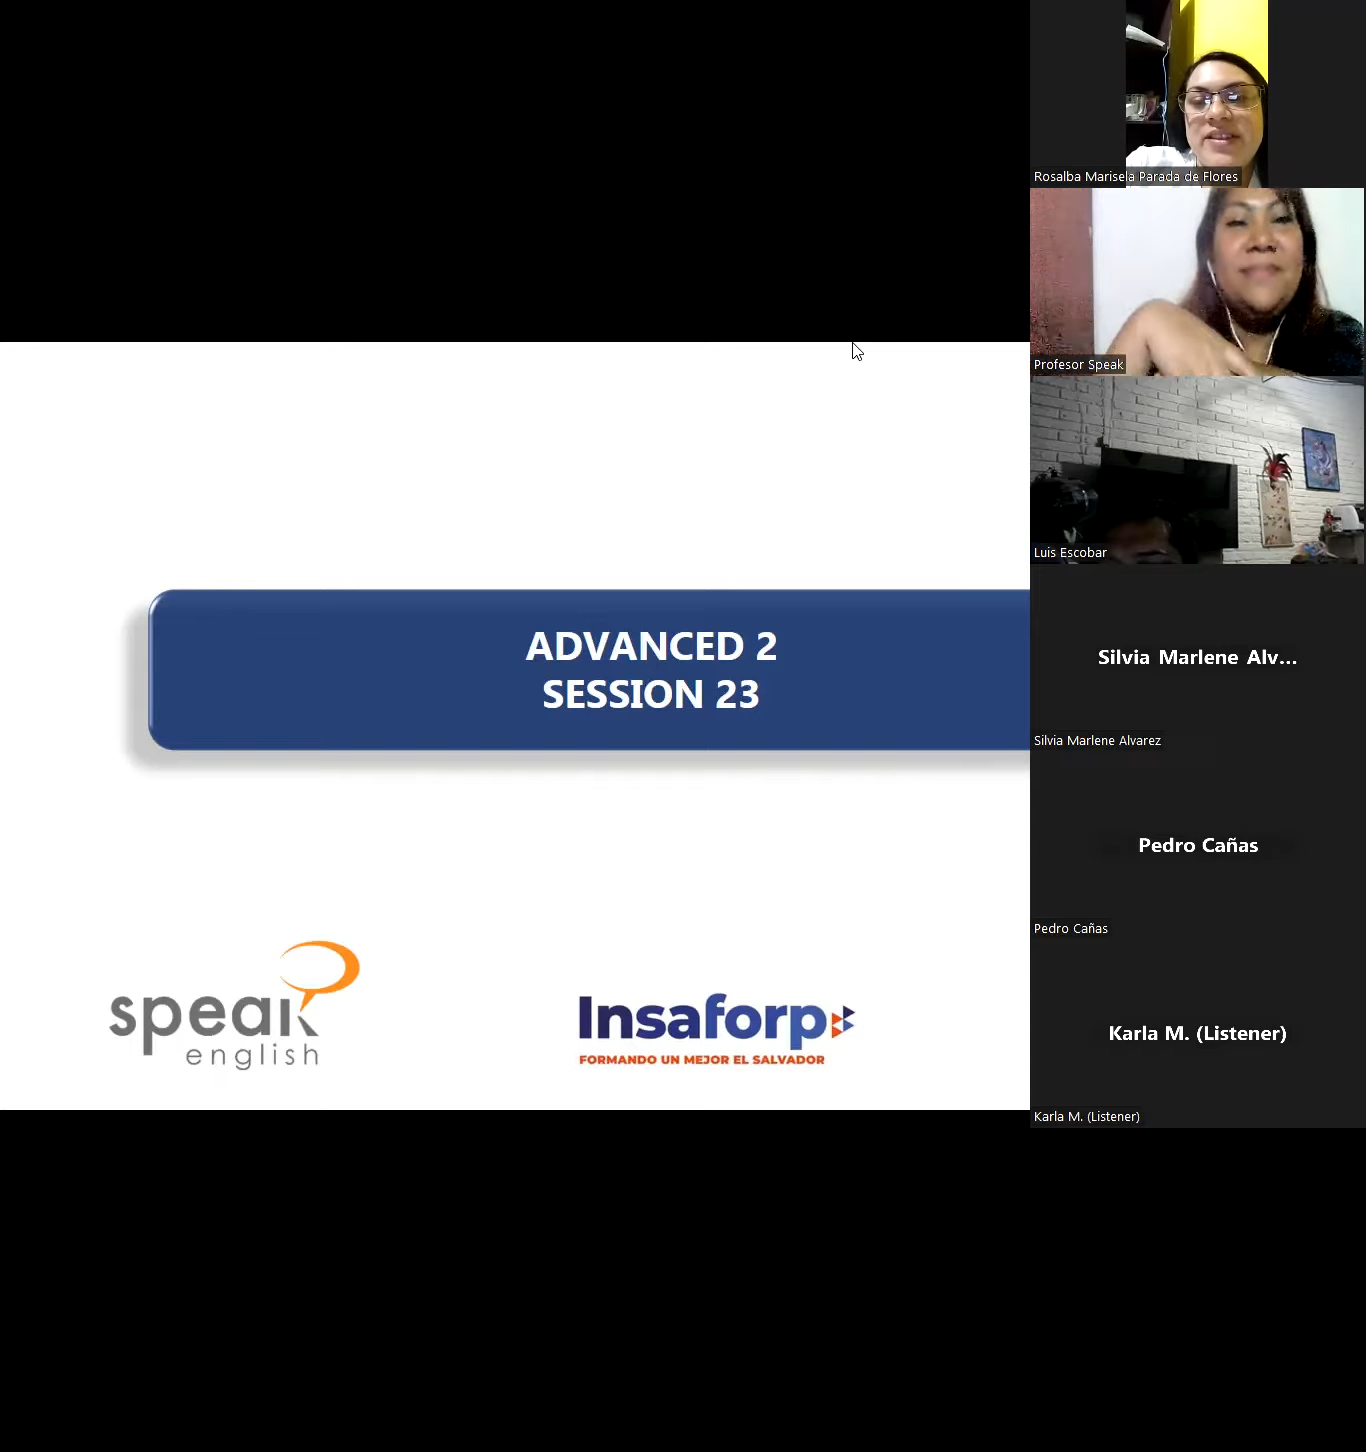 Rosalba Marisela Parada de Flores
Profesor Speak
Luis Escobar
ADVANCED 2
SESSION 23
Silvia Marlene Alv...
Silvia Marlene Alvarez
Pedro Cañas
Pedro Cañas
speak
english
Insaforp
FORMANDO UN MEJOR EL SALVADOR
Karla M. (Listener)
Karla M. (Listener)